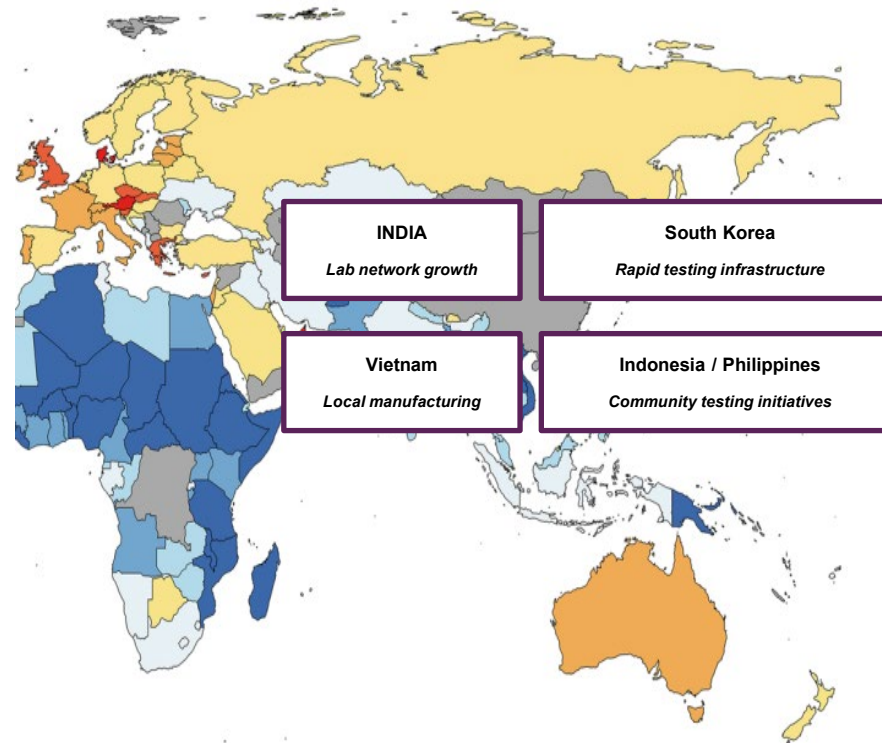 INDIA
Lab network growth
South Korea
Rapid testing infrastructure
Vietnam
Local manufacturing
Indonesia / Philippines
Community testing initiatives